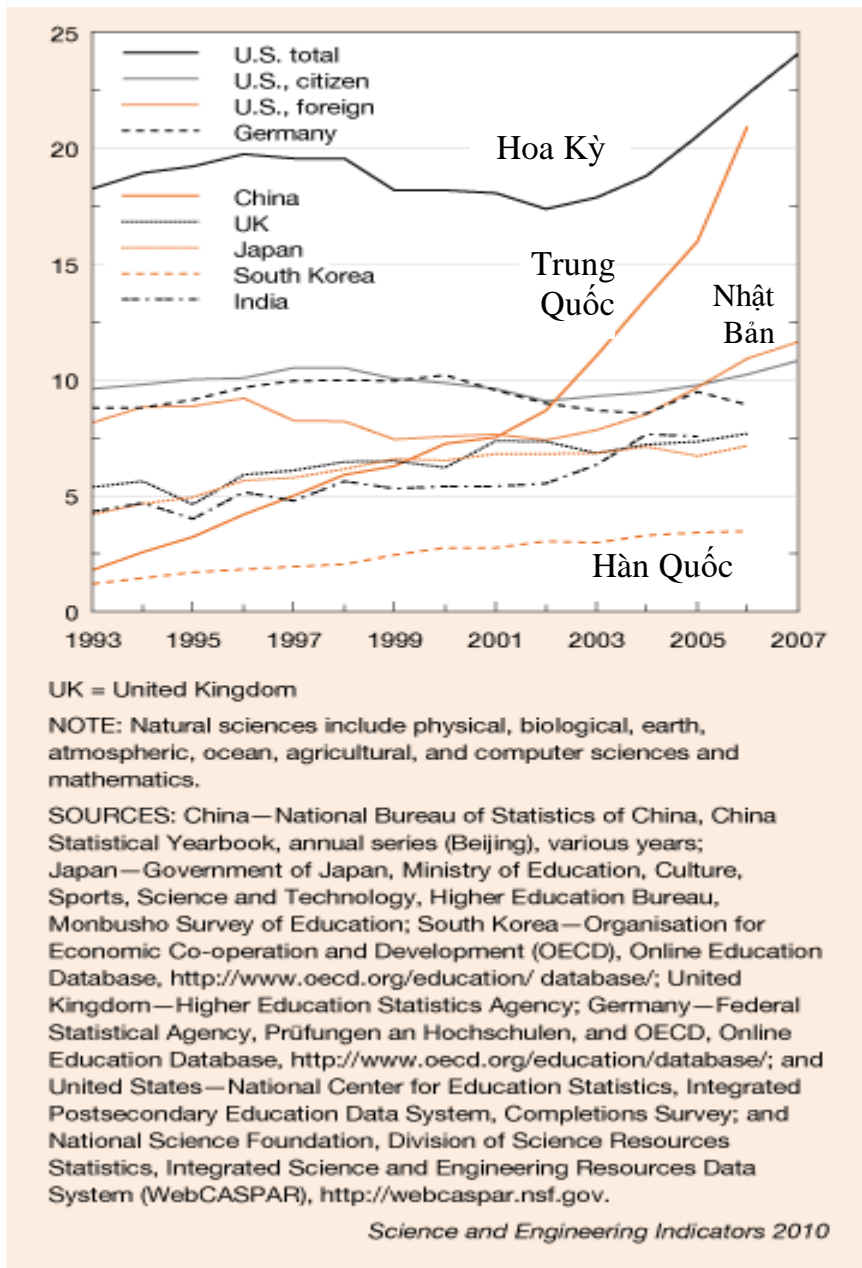 25
20
15
10
5
0
U.S. total
U.S., citizen
U.S., foreign
Germany
China
UK
Japan
South Korea
India
Hoa Kỳ
Trung
Quốc
Nhật
Bản
Hàn Quốc
1993 1995 1997 1999 2001 2003 2005 2007
UK = United Kingdom
NOTE: Natural sciences include physical, biological, earth,
atmospheric, ocean, agricultural, and computer sciences and
mathematics.
SOURCES: China—National Bureau of Statistics of China, China
Statistical Yearbook, annual series (Beijing), various years;
Japan—Government of Japan, Ministry of Education, Culture,
Sports, Science and Technology, Higher Education Bureau,
Monbusho Survey of Education; South Korea—Organisation for
Economic Co-operation and Development (OECD), Online Education
Database, http://www.oecd.org/education/ database/; United
Kingdom—Higher Education Statistics Agency; Germany—Federal
Statistical Agency, Prüfungen an Hochschulen, and OECD, Online
Education Database, http://www.oecd.org/education/database/; and
United States—National Center for Education Statistics, Integrated
Postsecondary Education Data System, Completions Survey; and
National Science Foundation, Division of Science Resources
Statistics, Integrated Science and Engineering Resources Data
System (WebCASPAR), http://webcaspar.nsf.gov.
Science and Engineering Indicators 2010